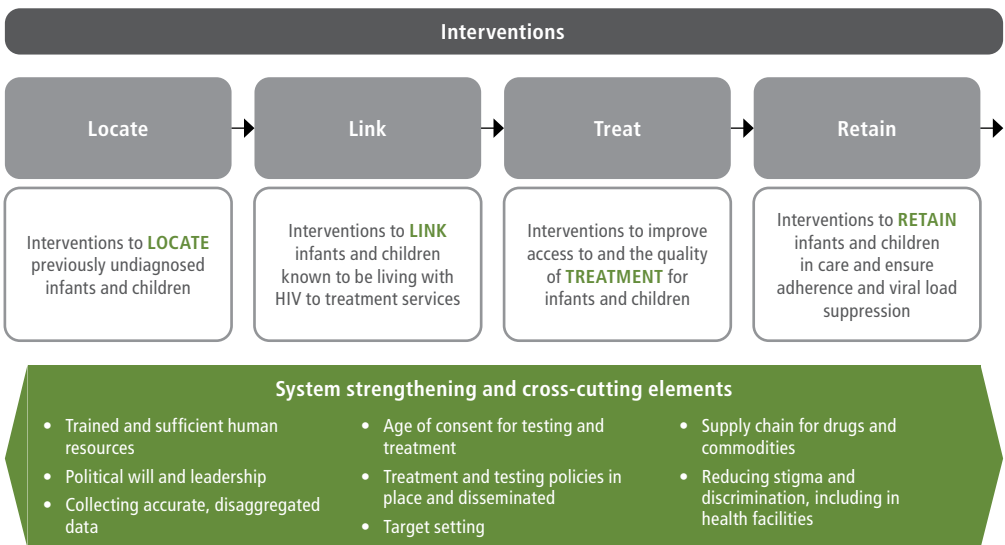 Interventions
Locate
Link
Treat
Retain
Interventions to LOCATE
previously undiagnosed
infants and children
Interventions to LINK
infants and children
known to be living with
HIV to treatment services
Interventions to improve
access to and the quality
of TREATMENT for
infants and children
Interventions to RETAIN
infants and children
in care and ensure
adherence and viral load
suppression
System strengthening and cross-cutting elements
• Trained and sufficient human
resources
• Political will and leadership
• Collecting accurate, disaggregated
data
• Age of consent for testing and
treatment
• Treatment and testing policies in
place and disseminated
• Target setting
• Supply chain for drugs and
commodities
• Reducing stigma and
discrimination, including in
health facilities